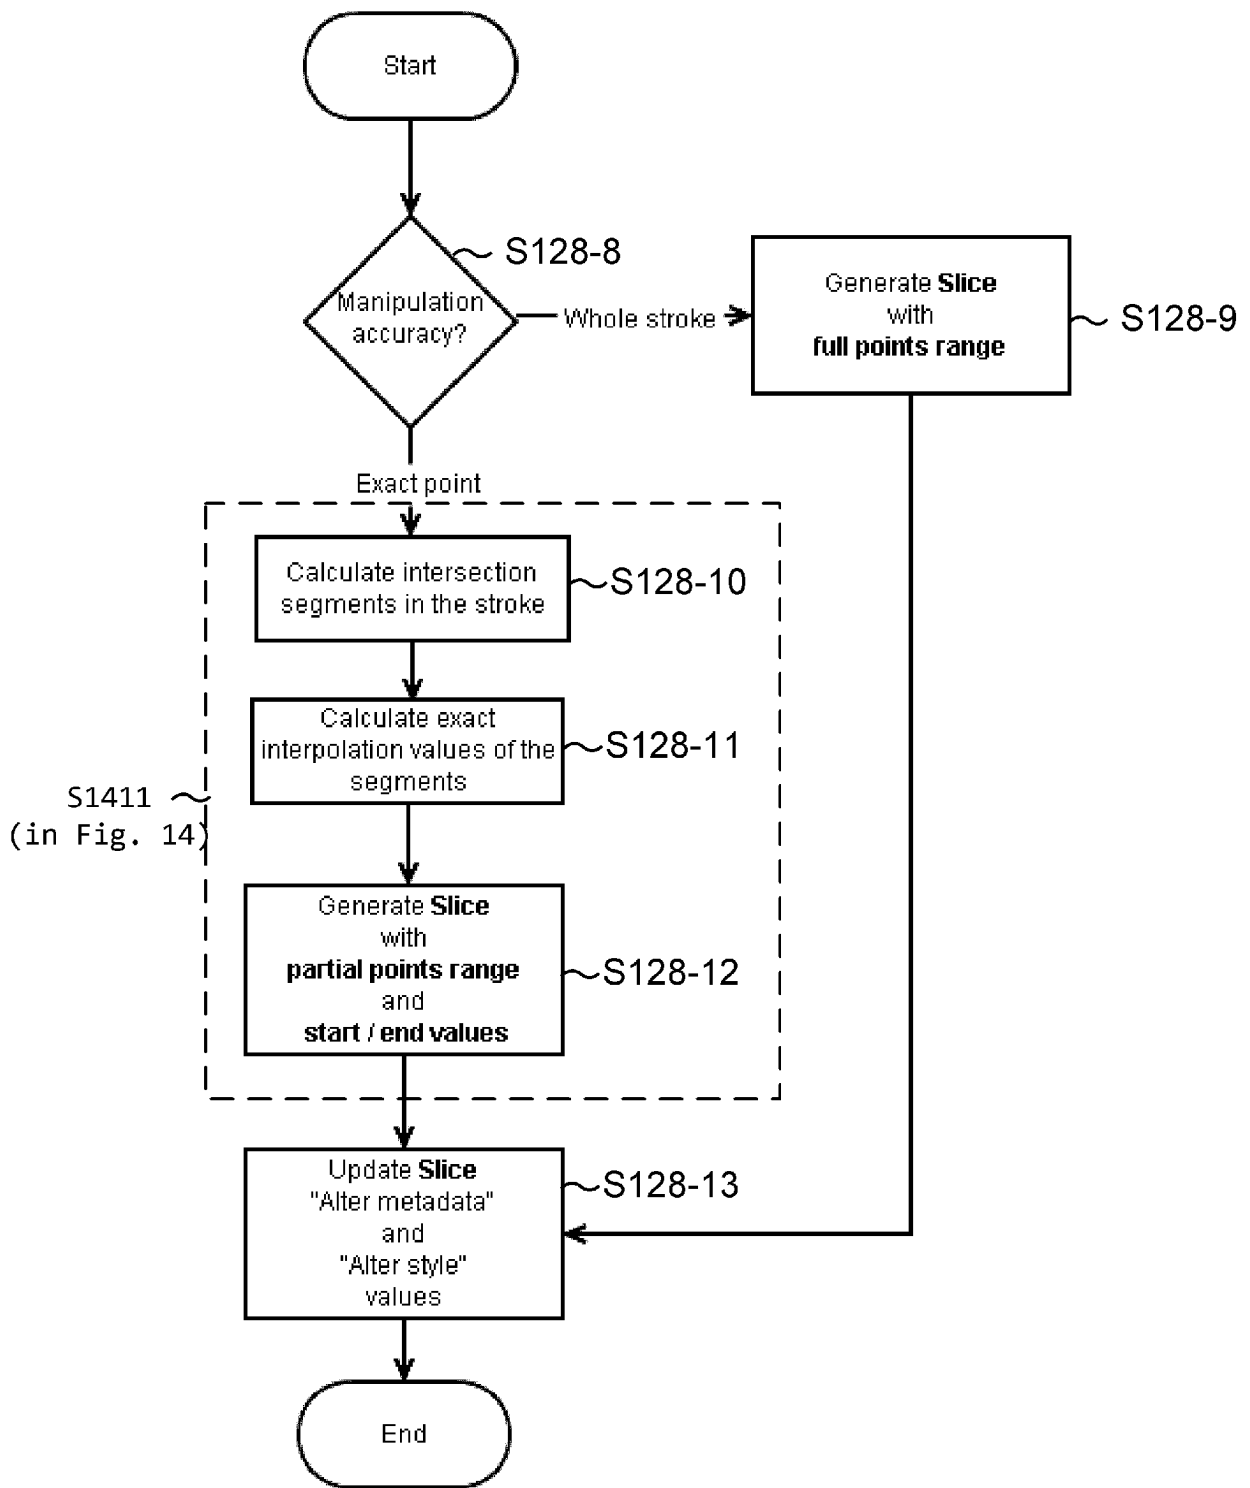 Start
S128-8
Manipulation
accuracy?
Whole stroke
Generate Slice
with
full points range
S128-9
Exact point
Calculate intersection
segments in the stroke
S128-10
Calculate exact
interpolation values of the
segments
S128-11
S1411
(in Fig. 14)
Generate Slice
with
partial points range
and
start / end values
S128-12
Update Slice
"Alter metadata"
and
"Alter style"
values
S128-13
End